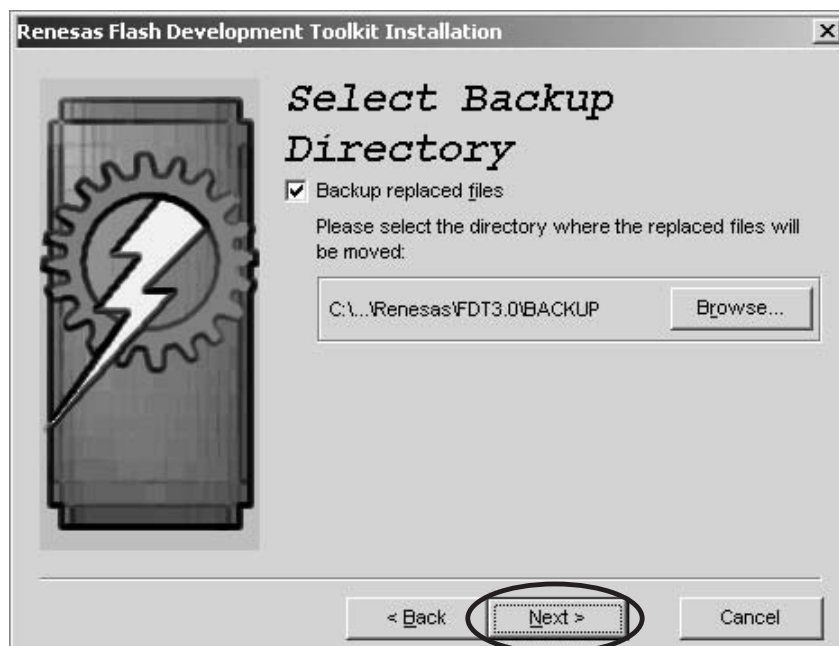 Renesas Flash Development Toolkit Installation
Select Backup
Directory
Backup replaced files
Please select the directory where the replaced files will
be moved:
C:\...\Renesas\FDT3.0\BACKUP
Browse...
< Back
Next >
Cancel